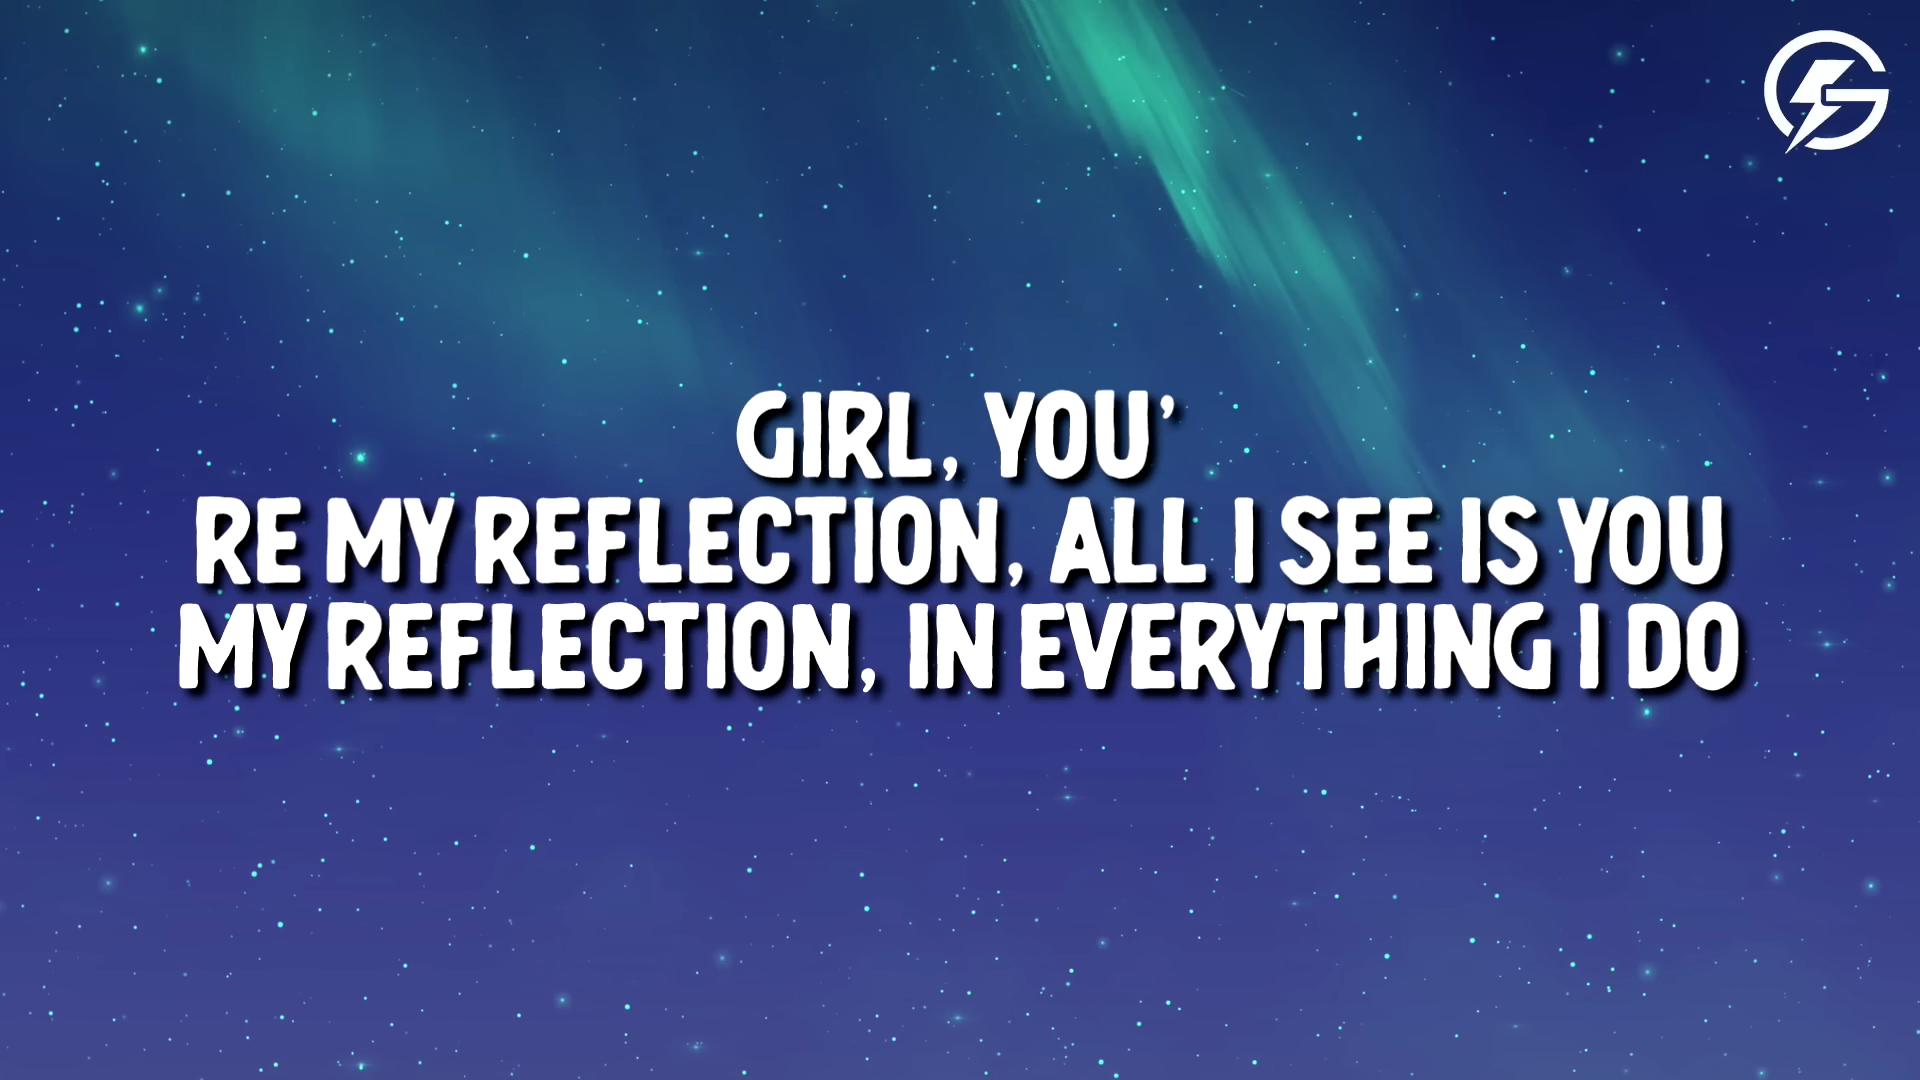 GIRL, YOU’
RE MY REFLECTION, ALL I SEE IS YOU
MY REFLECTION, IN EVERYTHING I DO